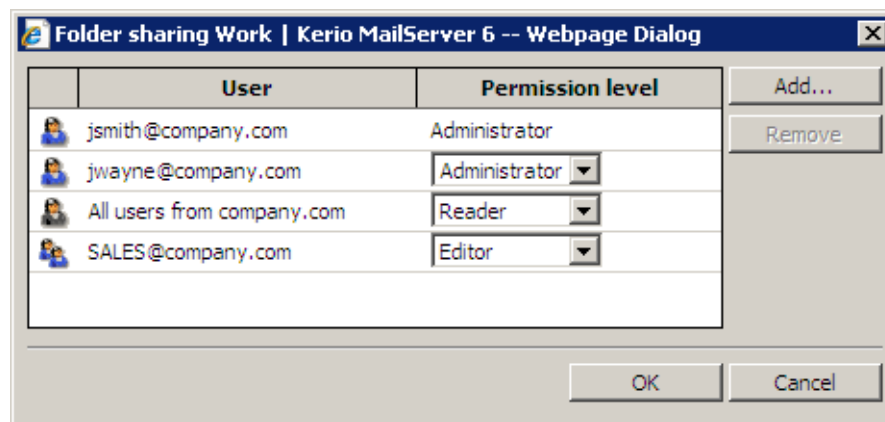 Folder sharing Work | Kerio MailServer 6 -- Webpage Dialog
User Permission level Add...
jsmith@company.com Administrator Remove
jwayne@company.com Administrator
All users from company.com Reader
SALES@company.com Editor
OK Cancel